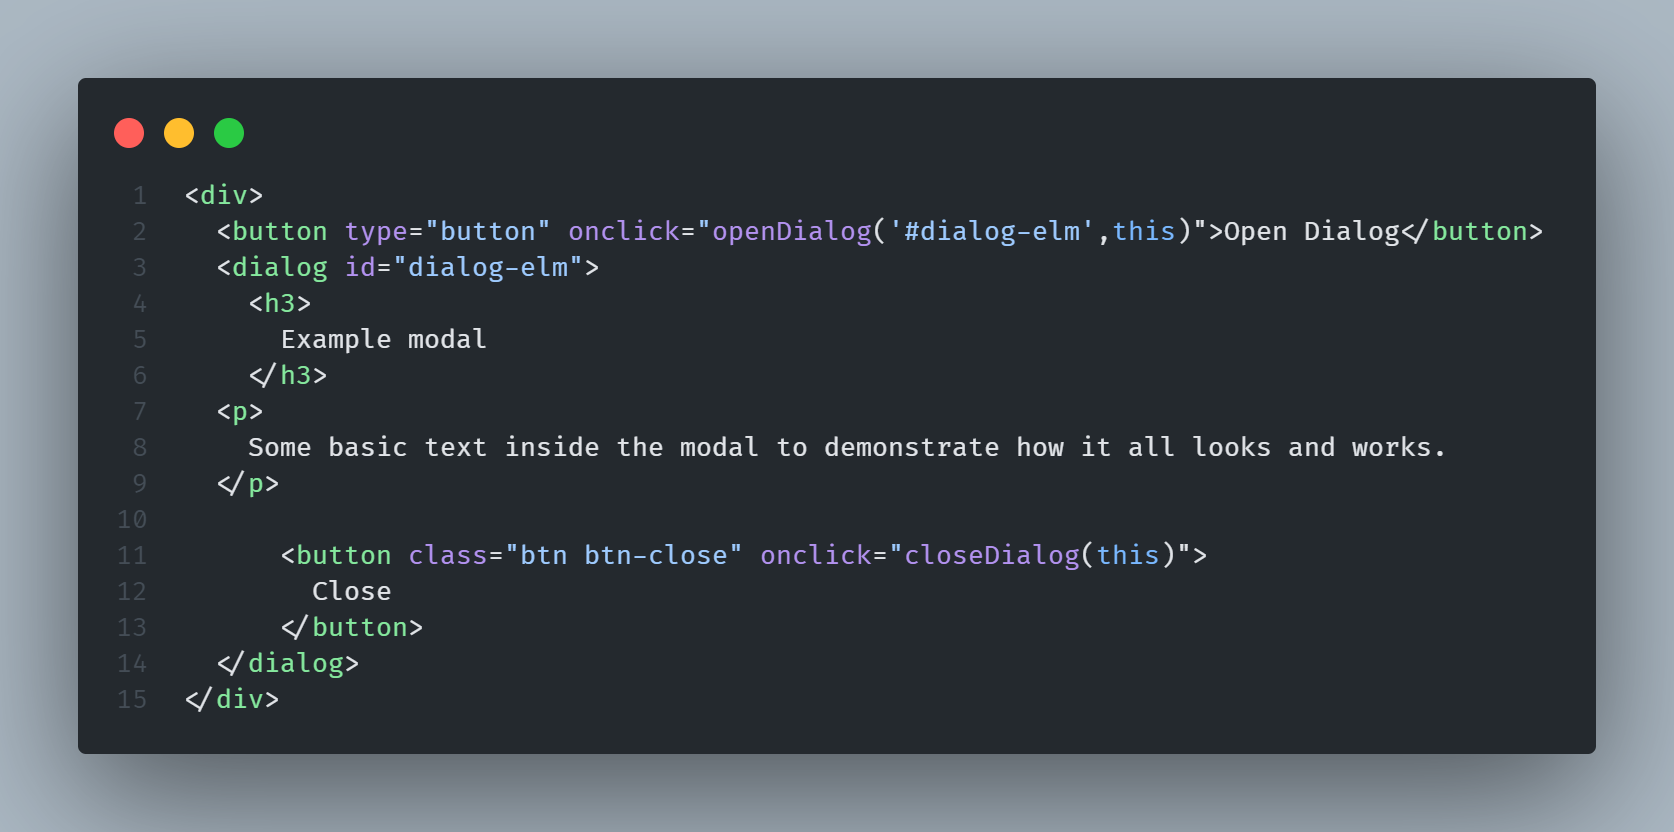 1 <div>
2   <button type="button" onclick="openDialog('#dialog-elm',this)">Open Dialog</button>
3   <dialog id="dialog-elm">
4     <h3>
5       Example modal
6     </h3>
7   <p>
8     Some basic text inside the modal to demonstrate how it all looks and works.
9   </p>
10
11       <button class="btn btn-close" onclick="closeDialog(this)">
12         Close
13       </button>
14   </dialog>
15 </div>